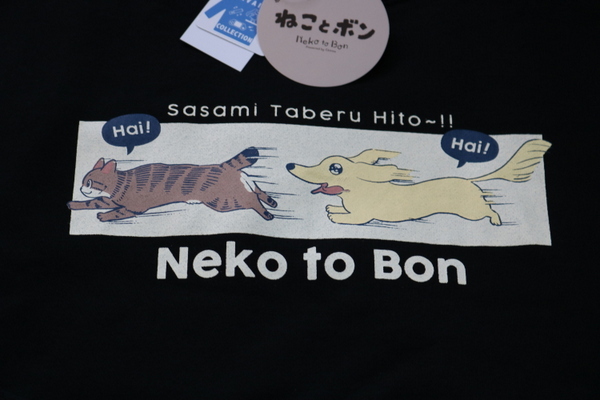 COLLECTION
ねことボン
Neko to Bon
Sasami Taberu Hito~!!
Hai!
Hai!
Neko to Bon